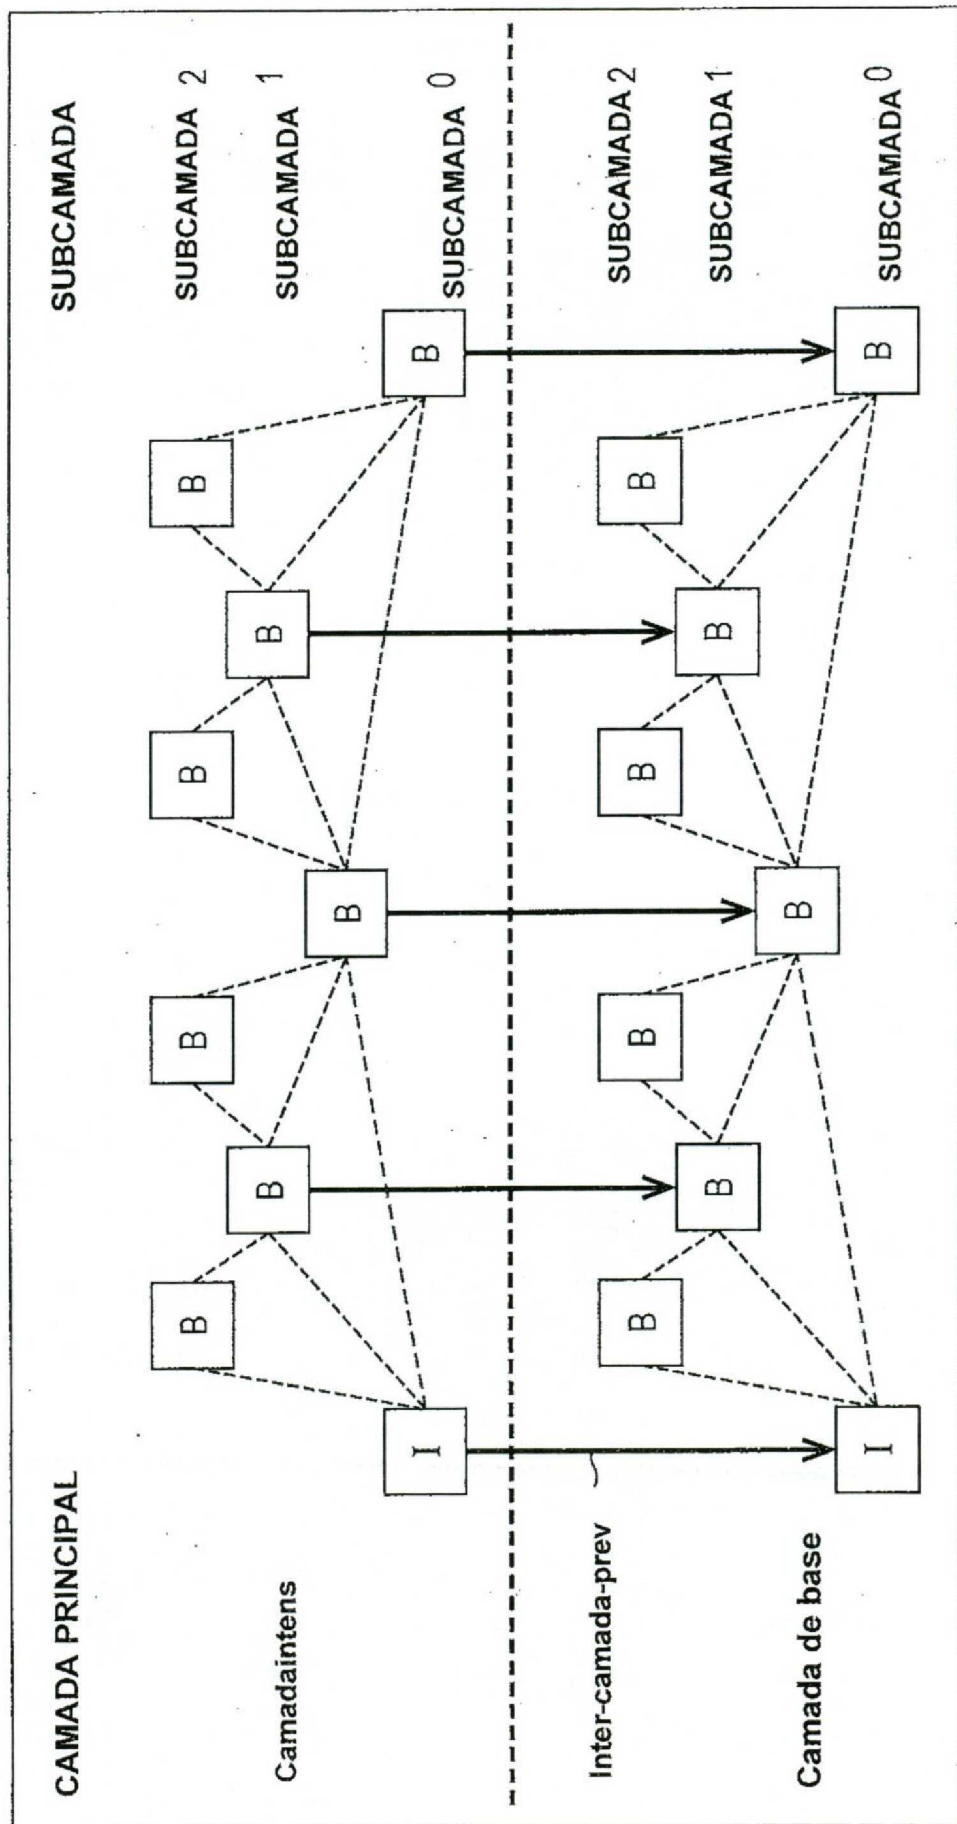 CAMADA PRINCIPAL
SUBCAMADA
Camadaintens
B B B B
SUBCAMADA 2
B B
SUBCAMADA 1
B
I B
SUBCAMADA 0
Inter-camada-prev
B B B B
SUBCAMADA 2
B B
SUBCAMADA 1
B
Camada de base
I B
SUBCAMADA 0